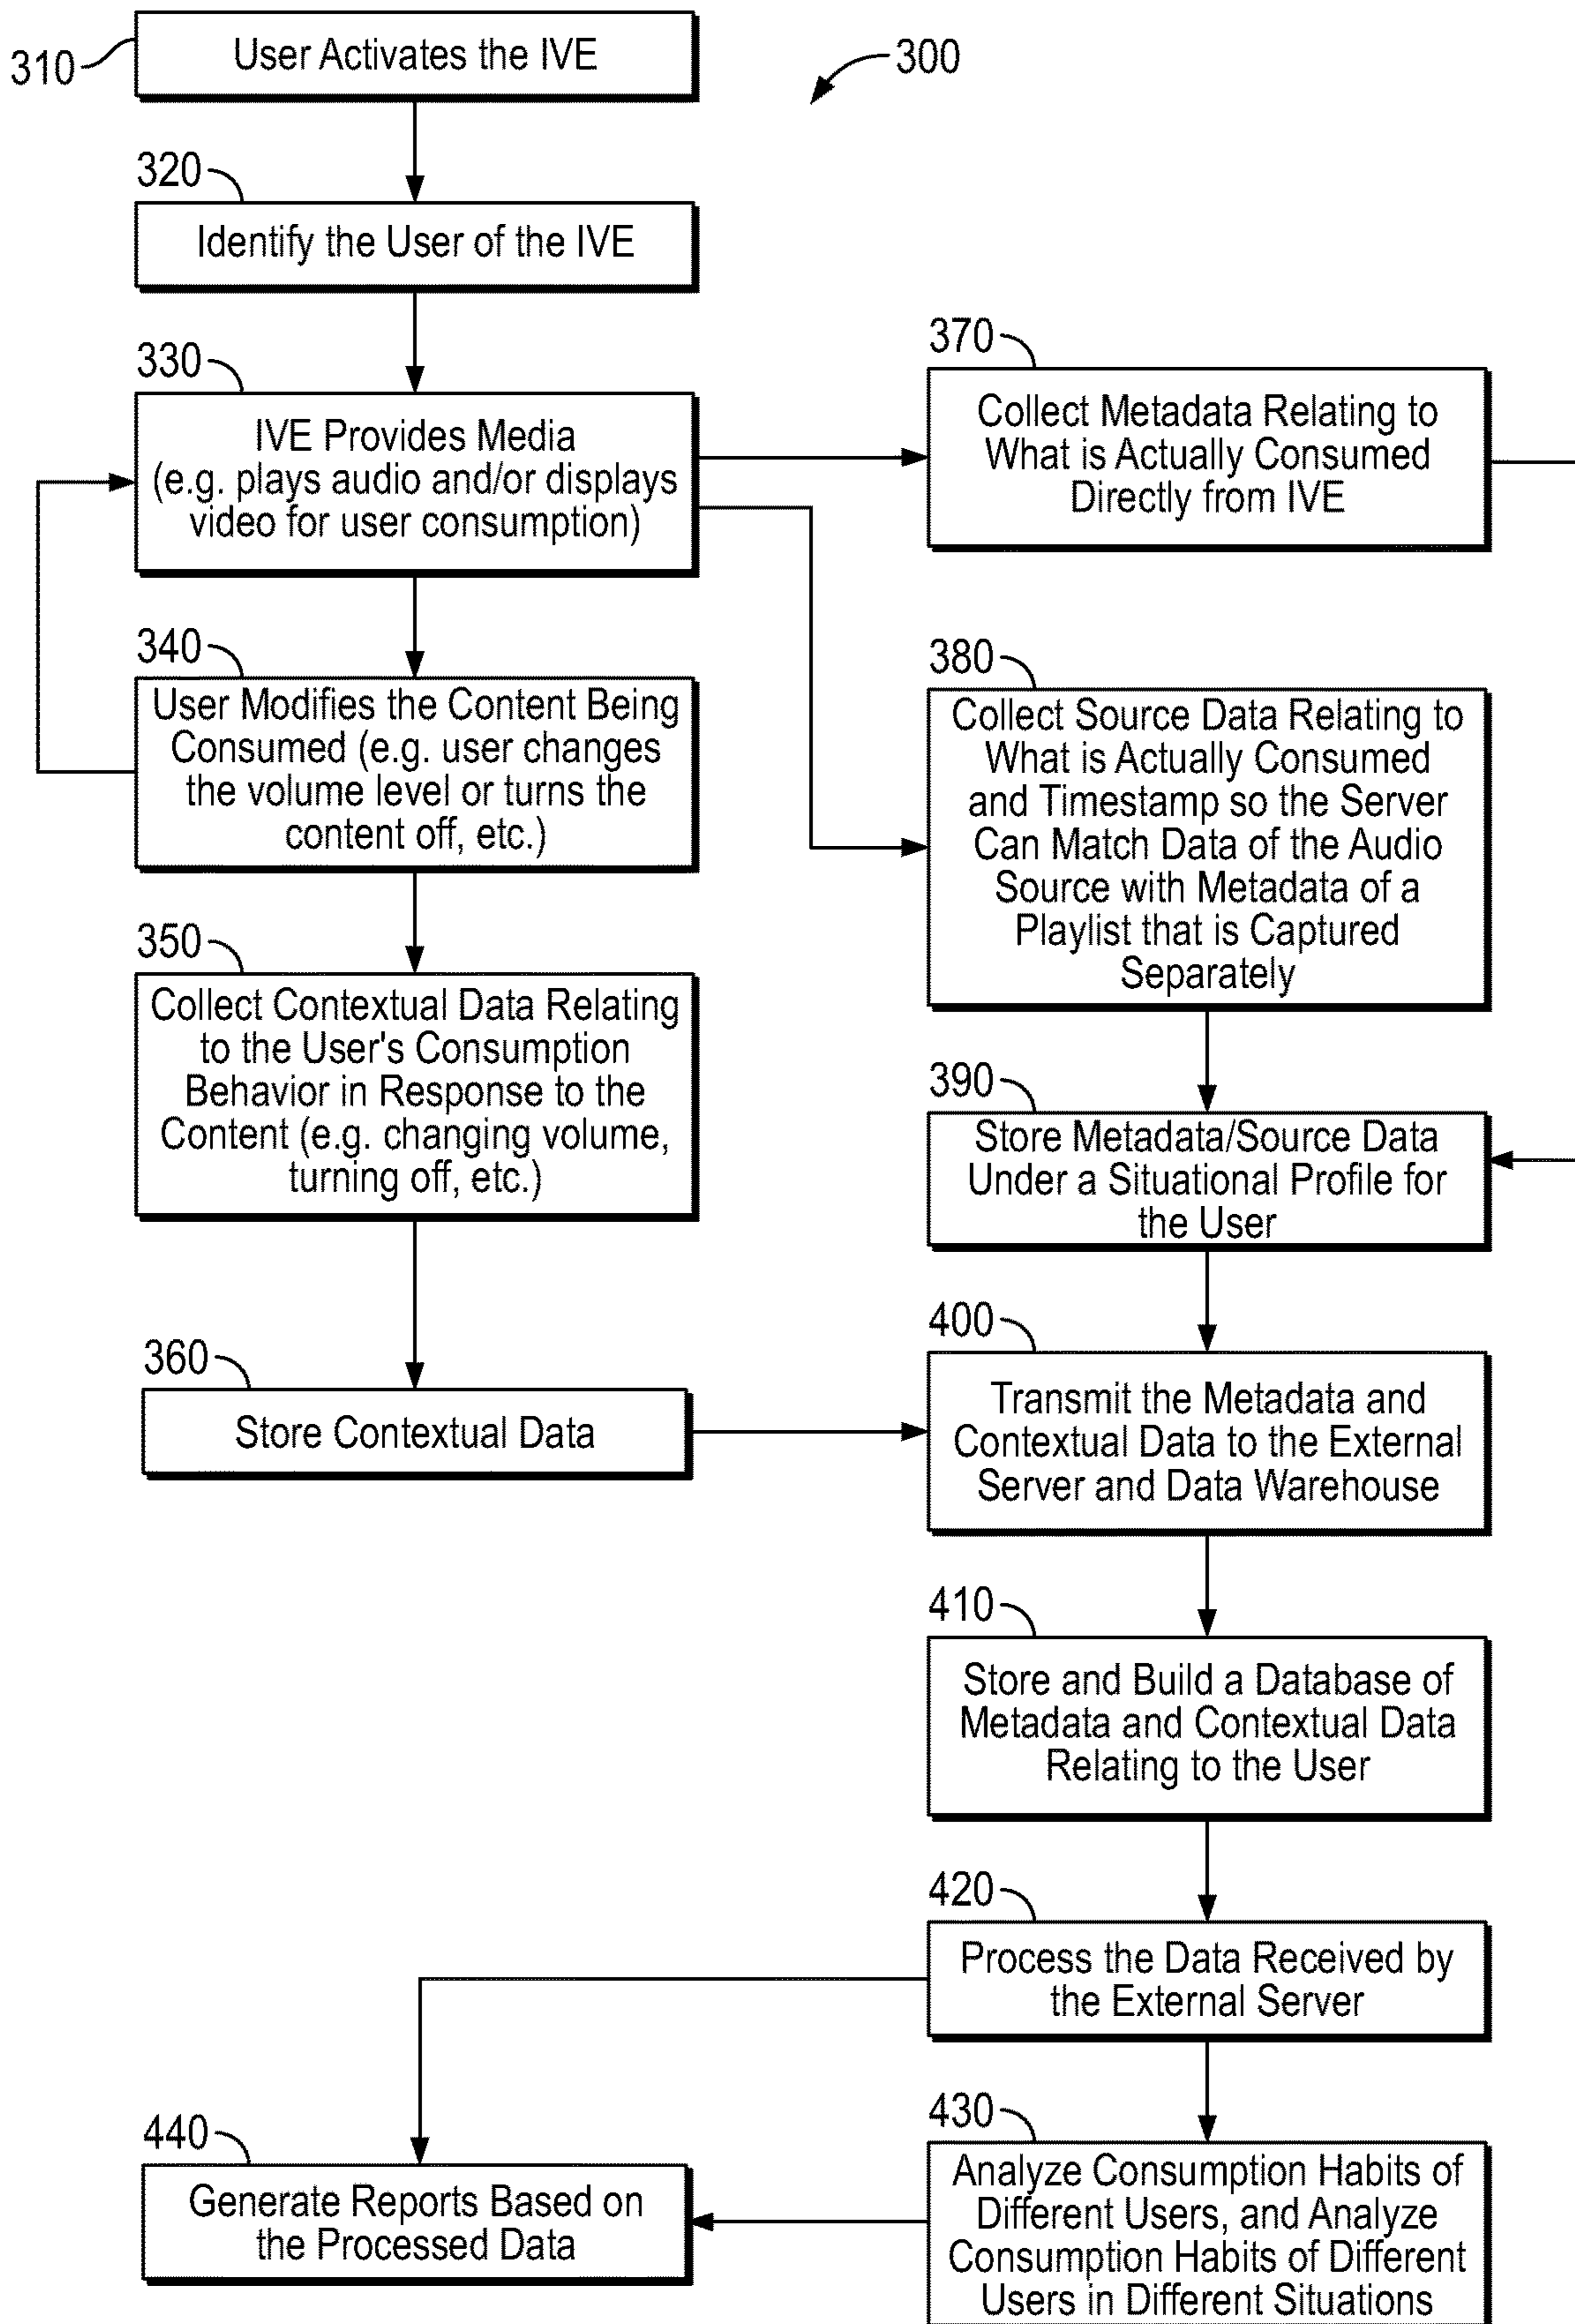 310
User Activates the IVE
300
320
Identify the User of the IVE
330
IVE Provides Media
(e.g. plays audio and/or displays
video for user consumption)
340
User Modifies the Content Being
Consumed (e.g. user changes
the volume level or turns the
content off, etc.)
350
Collect Contextual Data Relating
to the User's Consumption
Behavior in Response to the
Content (e.g. changing volume,
turning off, etc.)
360
Store Contextual Data
370
Collect Metadata Relating to
What is Actually Consumed
Directly from IVE
380
Collect Source Data Relating to
What is Actually Consumed
and Timestamp so the Server
Can Match Data of the Audio
Source with Metadata of a
Playlist that is Captured
Separately
390
Store Metadata/Source Data
Under a Situational Profile for
the User
400
Transmit the Metadata and
Contextual Data to the External
Server and Data Warehouse
410
Store and Build a Database of
Metadata and Contextual Data
Relating to the User
420
Process the Data Received by
the External Server
430
Analyze Consumption Habits of
Different Users, and Analyze
Consumption Habits of Different
Users in Different Situations
440
Generate Reports Based on
the Processed Data